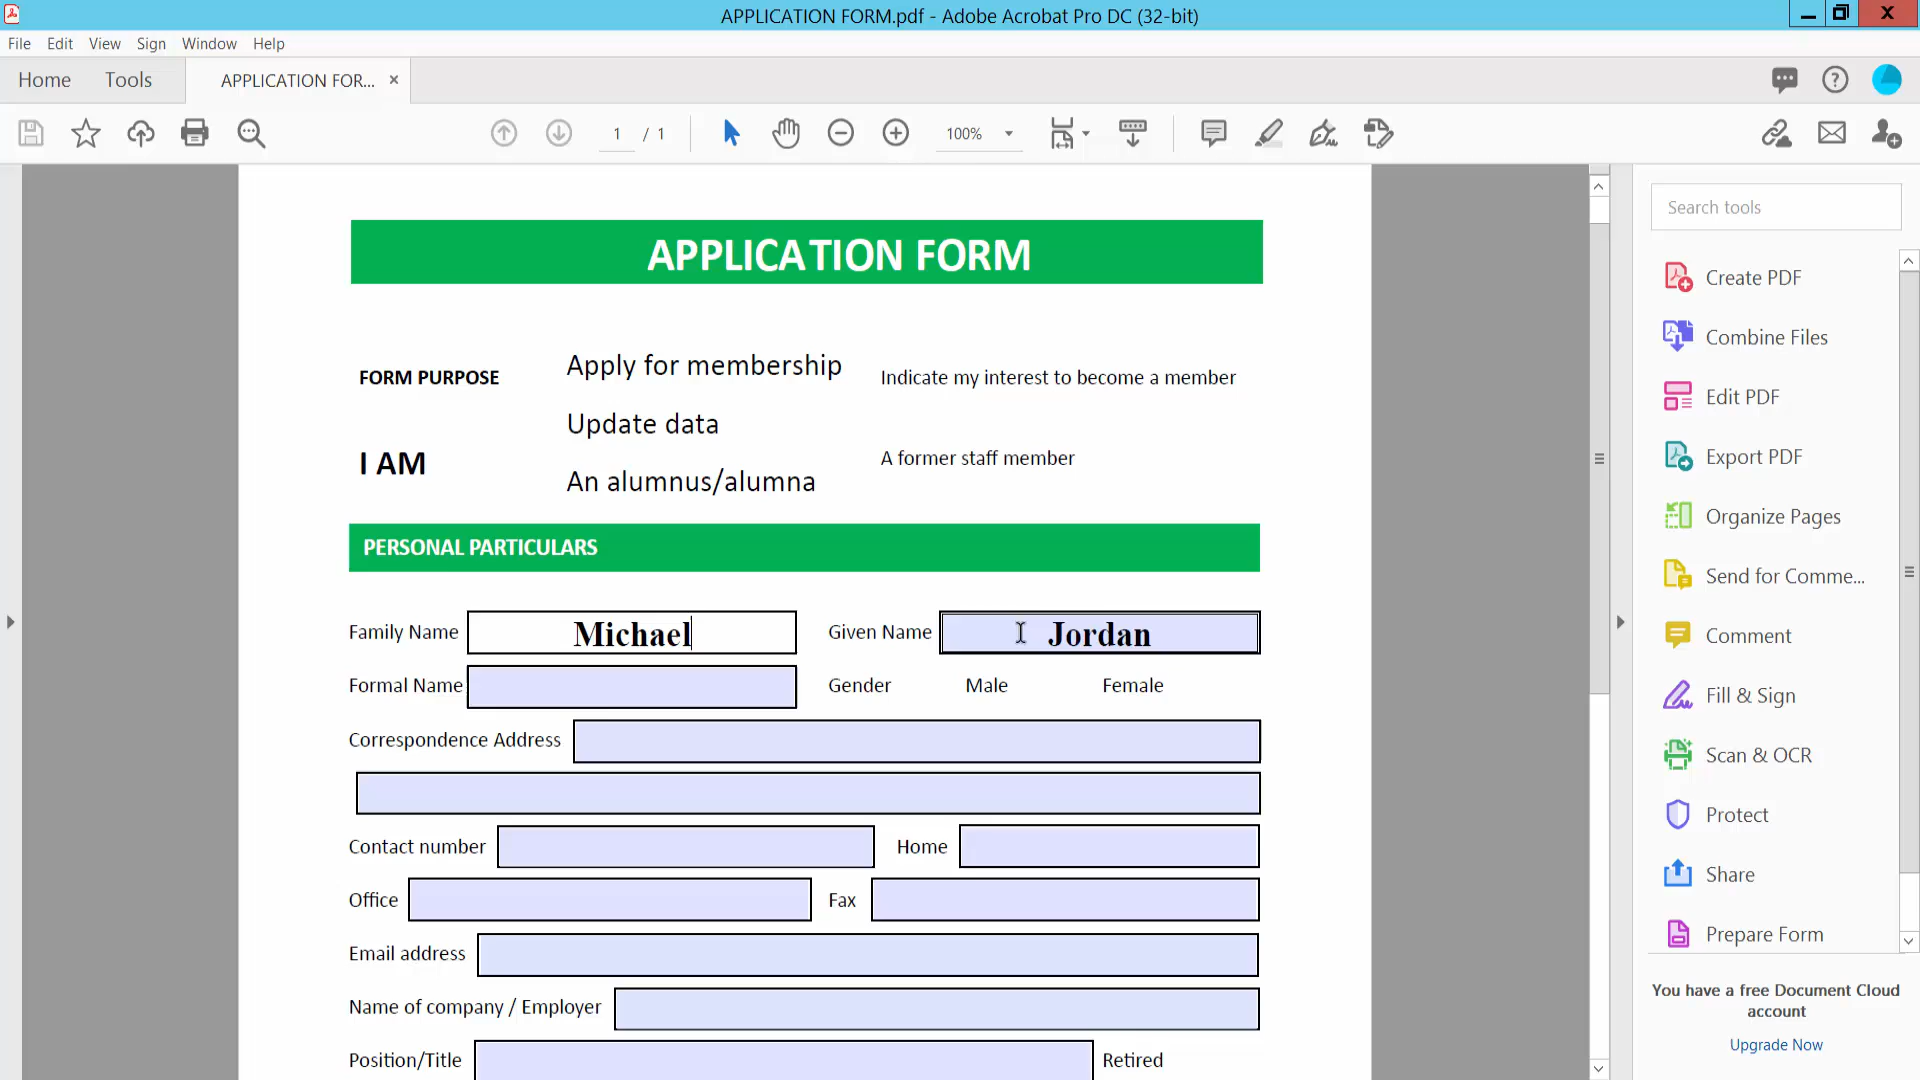 APPLICATION FORM.pdf - Adobe Acrobat Pro DC (32-bit)
File Edit View Sign Window Help
Home Tools APPLICATION FOR... ×
1 / 1 100%
Search tools
Create PDF
Combine Files
Edit PDF
Export PDF
Organize Pages
Send for Comme...
Comment
Fill & Sign
Scan & OCR
Protect
Share
Prepare Form
You have a free Document Cloud
account
Upgrade Now
APPLICATION FORM
FORM PURPOSE Apply for membership Indicate my interest to become a member
Update data
I AM A former staff member
An alumnus/alumna
PERSONAL PARTICULARS
Family Name Michael Given Name Jordan
Formal Name Gender Male Female
Correspondence Address
Contact number Home
Office Fax
Email address
Name of company / Employer
Position/Title Retired